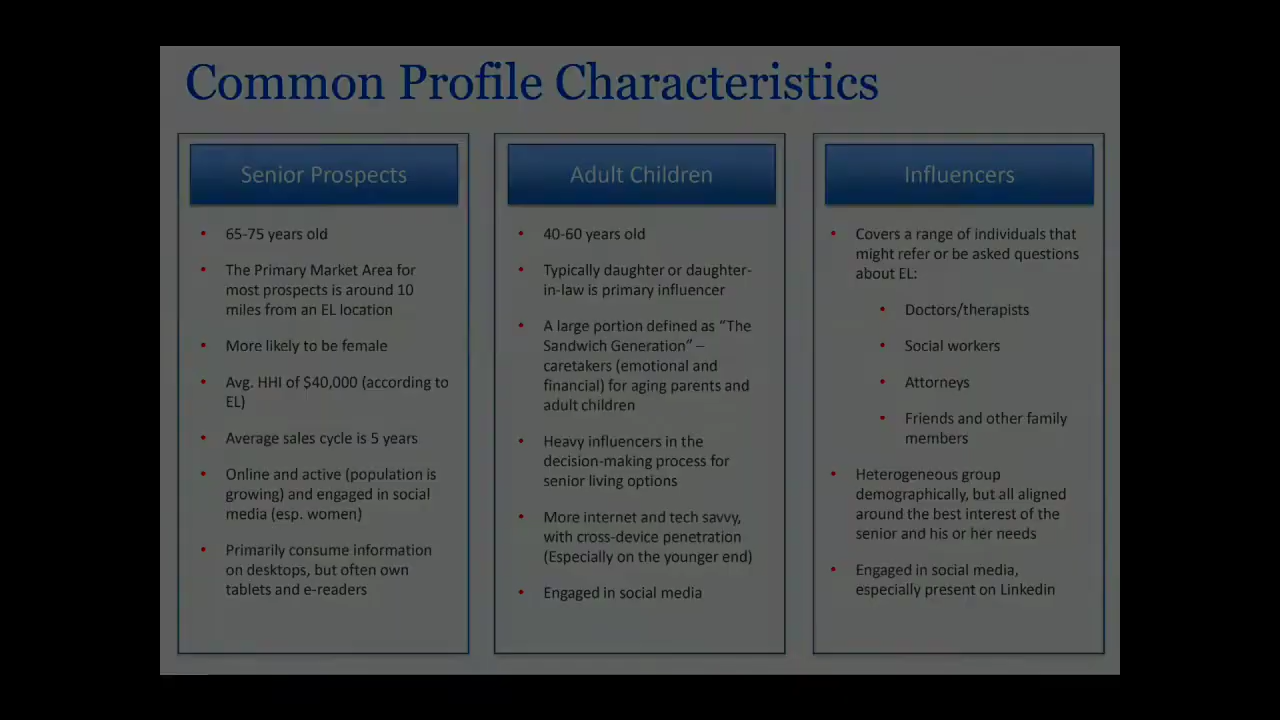 Common Profile Characteristics
Senior Prospects
• 65-75 years old
• The Primary Market Area for
most prospects is around 10
miles from an EL location
• More likely to be female
• Avg. HHI of $40,000 (according to
EL)
• Average sales cycle is 5 years
• Online and active (population is
growing) and engaged in social
media (esp. women)
• Primarily consume information
on desktops, but often own
tablets and e-readers
Adult Children
• 40-60 years old
• Typically daughter or daughter-
in-law is primary influencer
• A large portion defined as “The
Sandwich Generation” –
caretakers (emotional and
financial) for aging parents and
adult children
• Heavy influencers in the
decision-making process for
senior living options
• More internet and tech savvy,
with cross-device penetration
(Especially on the younger end)
• Engaged in social media
Influencers
• Covers a range of individuals that
might refer or be asked questions
about EL:
• Doctors/therapists
• Social workers
• Attorneys
• Friends and other family
members
• Heterogeneous group
demographically, but all aligned
around the best interest of the
senior and his or her needs
• Engaged in social media,
especially present on Linkedin